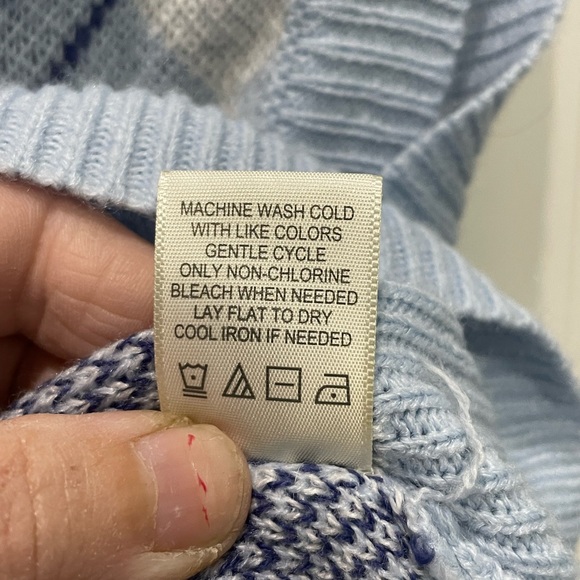 MACHINE WASH COLD
WITH LIKE COLORS
GENTLE CYCLE
ONLY NON-CHLORINE
BLEACH WHEN NEEDED
LAY FLAT TO DRY
COOL IRON IF NEEDED